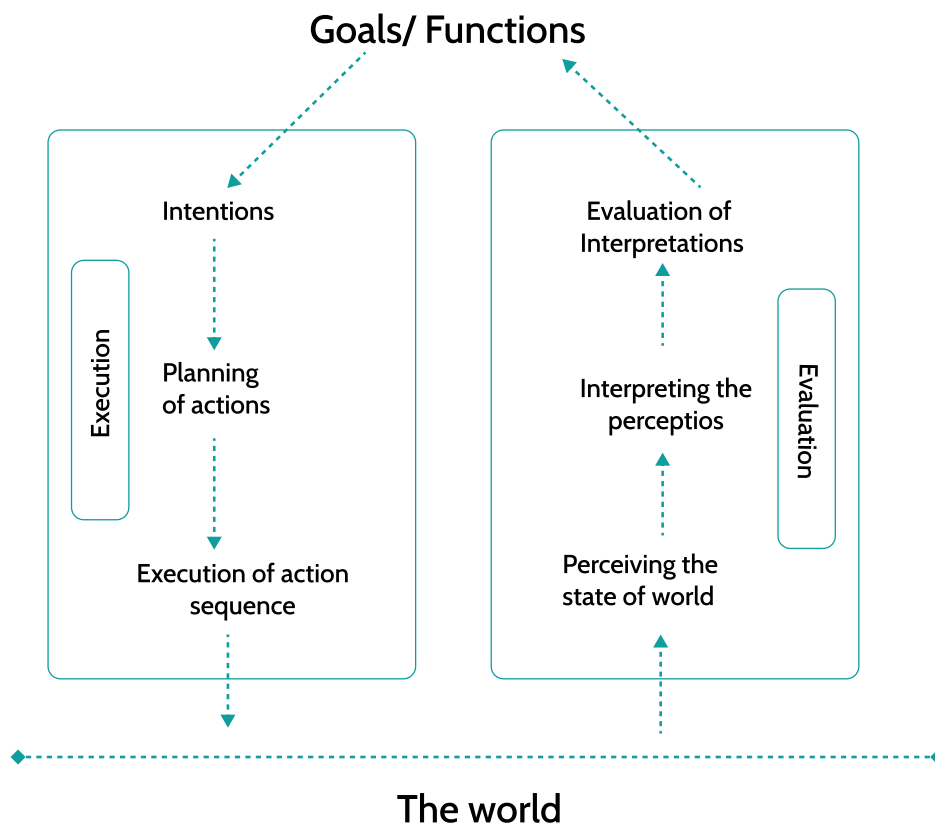 Goals/ Functions
Intentions
Execution
Planning
of actions
Execution of action
sequence
Evaluation of
Interpretations
Interpreting the
perceptios
Evaluation
Perceiving the
state of world
The world